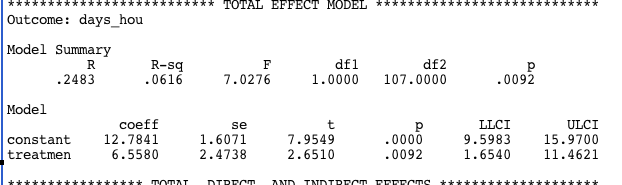 ************************** TOTAL EFFECT MODEL ****************************
Outcome: days_hou
Model Summary
R R-sq F df1 df2 p
.2483 .0616 7.0276 1.0000 107.0000 .0092
Model
coeff se t p LLCI ULCI
constant 12.7841 1.6071 7.9549 .0000 9.5983 15.9700
treatmen 6.5580 2.4738 2.6510 .0092 1.6540 11.4621
***************** TOTAL, DIRECT, AND INDIRECT EFFECTS ********************